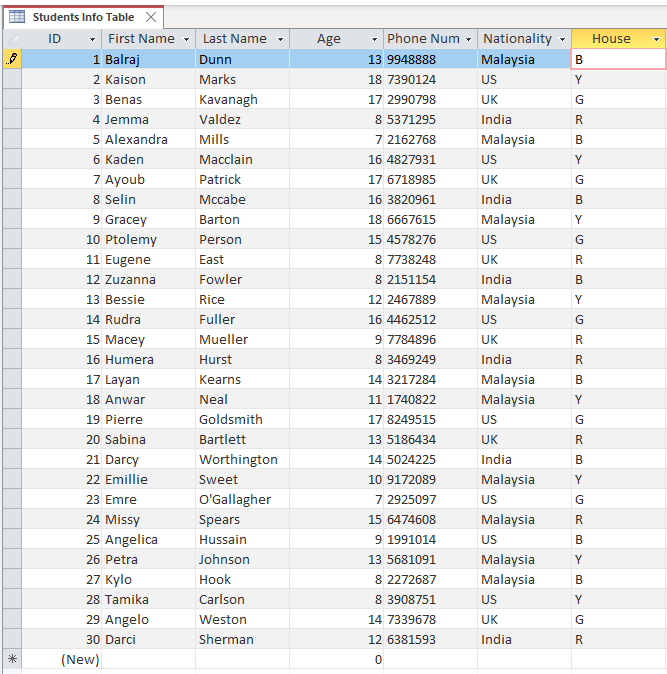 Students Info Table
ID First Name Last Name Age Phone Num Nationality House
1 Balraj Dunn 13 9948888 Malaysia B
2 Kaison Marks 18 7390124 US Y
3 Benas Kavanagh 17 2990798 UK G
4 Jemma Valdez 8 5371295 India R
5 Alexandra Mills 7 2162768 Malaysia B
6 Kaden Macclain 16 4827931 US Y
7 Ayoub Patrick 17 6718985 UK G
8 Selin Mccabe 16 3820961 India B
9 Gracey Barton 18 6667615 Malaysia Y
10 Ptolemy Person 15 4578276 US G
11 Eugene East 8 7738248 UK R
12 Zuzanna Fowler 8 2151154 India B
13 Bessie Rice 12 2467889 Malaysia Y
14 Rudra Fuller 16 4462512 US G
15 Macey Mueller 9 7784896 UK R
16 Humera Hurst 8 3469249 India R
17 Layan Kearns 14 3217284 Malaysia B
18 Anwar Neal 11 1740822 Malaysia Y
19 Pierre Goldsmith 17 8249515 US G
20 Sabina Bartlett 13 5186434 UK R
21 Darcy Worthington 14 5024225 India B
22 Emillie Sweet 10 9172089 Malaysia Y
23 Emre O'Gallagher 7 2925097 US G
24 Missy Spears 15 6474608 Malaysia R
25 Angelica Hussain 9 1991014 US B
26 Petra Johnson 13 5681091 Malaysia Y
27 Kylo Hook 8 2272687 Malaysia B
28 Tamika Carlson 8 3908751 US Y
29 Angelo Weston 14 7339678 UK G
30 Darci Sherman 12 6381593 India R
(New) 0